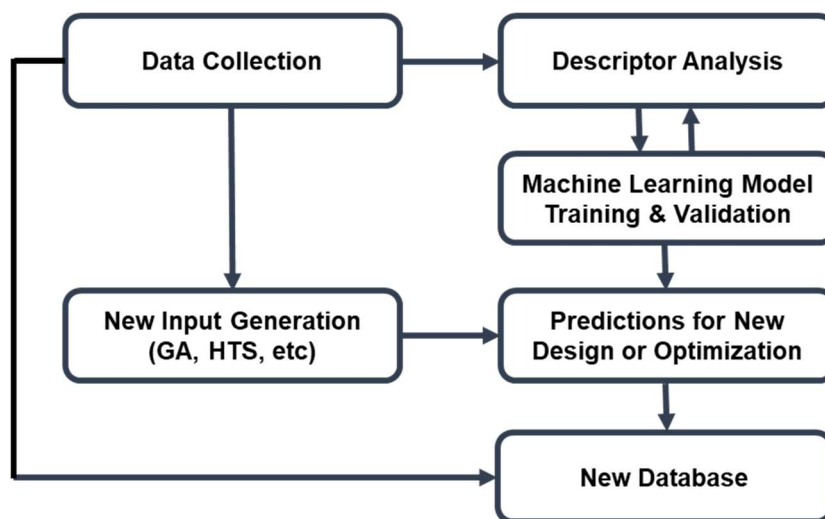 Data Collection
Descriptor Analysis
Machine Learning Model
Training & Validation
New Input Generation
(GA, HTS, etc)
Predictions for New
Design or Optimization
New Database